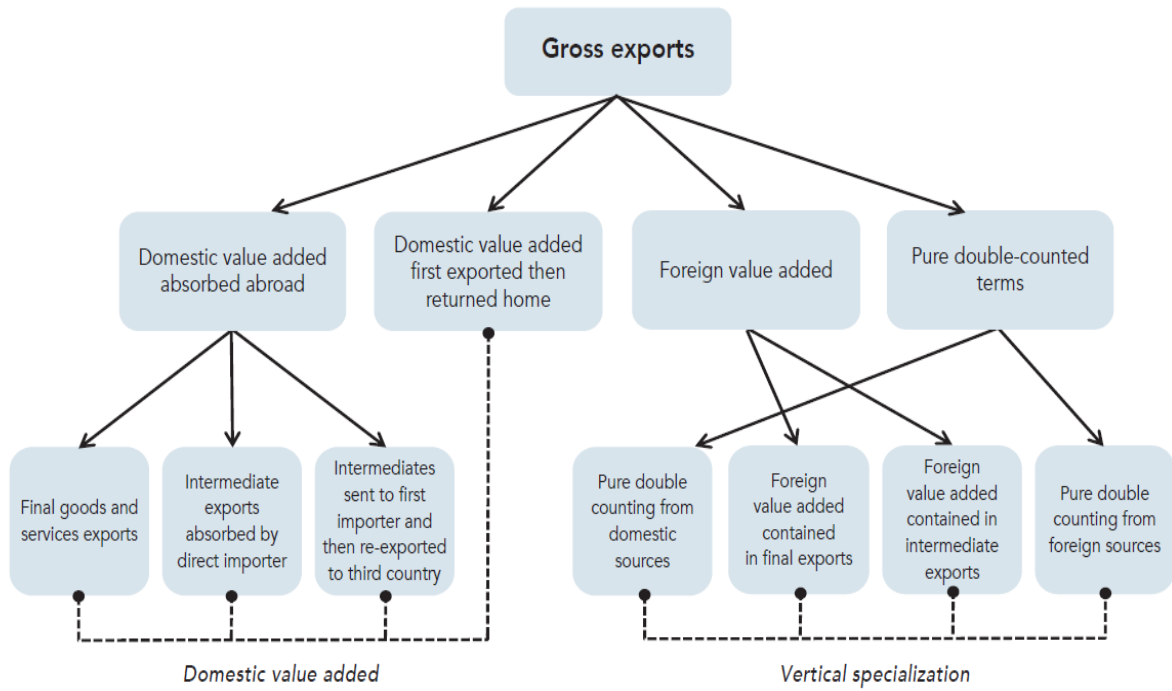 Gross exports
Domestic value added
absorbed abroad
Domestic value added
first exported then
returned home
Foreign value added
Pure double-counted
terms
Final goods and
services exports
Intermediate
exports
absorbed by
direct importer
Intermediates
sent to first
importer and
then re-exported
to third country
Pure double
counting from
domestic
sources
Foreign
value added
contained
in final exports
Foreign
value added
contained in
intermediate
exports
Pure double
counting from
foreign sources
Domestic value added
Vertical specialization